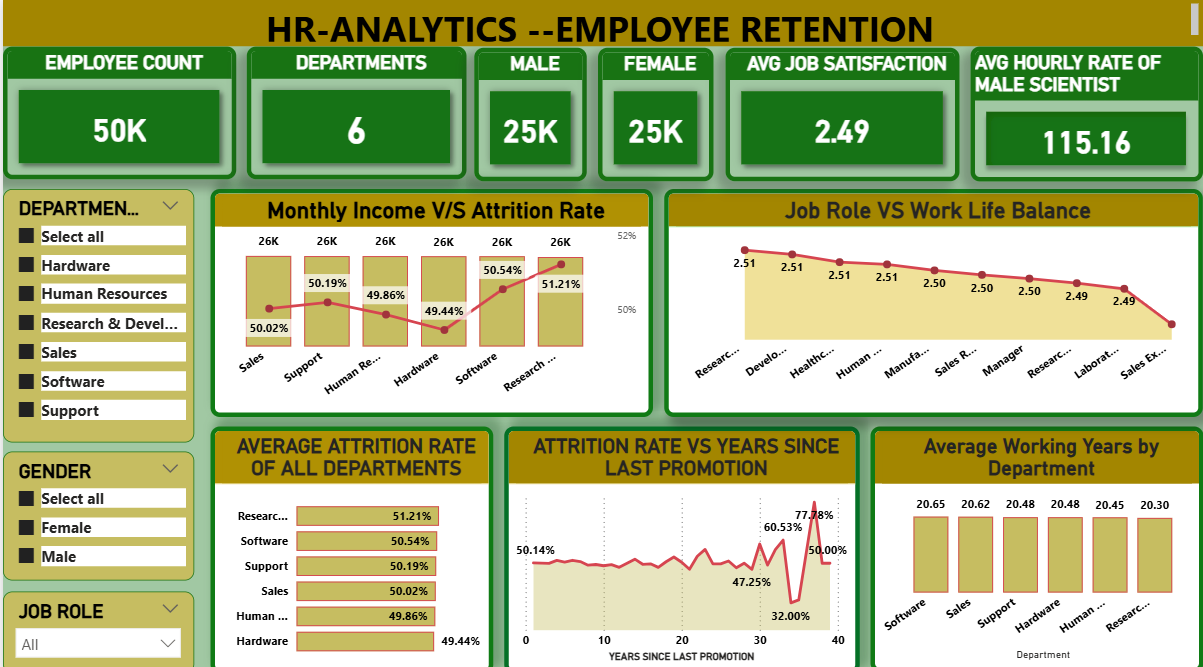 HR-ANALYTICS --EMPLOYEE RETENTION
EMPLOYEE COUNT
50K
DEPARTMENTS
6
MALE
25K
FEMALE
25K
AVG JOB SATISFACTION
2.49
AVG HOURLY RATE OF
MALE SCIENTIST
115.16
DEPARTMEN...
Select all
Hardware
Human Resources
Research & Devel...
Sales
Software
Support
GENDER
Select all
Female
Male
JOB ROLE
All
Monthly Income V/S Attrition Rate
26K 26K 26K 26K 26K 26K
52%
50%
50.02% 50.19% 49.86% 49.44% 50.54% 51.21%
Sales Support Human Re... Hardware Software Research ...
Job Role VS Work Life Balance
2.51 2.51 2.51 2.51 2.50 2.50 2.50 2.49 2.49
Researc... Develo... Healthc... Human ... Manufa... Sales R... Manager Researc... Laborat... Sales Ex...
AVERAGE ATTRITION RATE
OF ALL DEPARTMENTS
Researc... 51.21%
Software 50.54%
Support 50.19%
Sales 50.02%
Human ... 49.86%
Hardware 49.44%
ATTRITION RATE VS YEARS SINCE
LAST PROMOTION
50.14%
47.25%
60.53%
32.00%
77.78%
50.00%
0 10 20 30 40
YEARS SINCE LAST PROMOTION
Average Working Years by
Department
20.65 20.62 20.48 20.48 20.45 20.30
Software Sales Support Hardware Human ... Researc...
Department